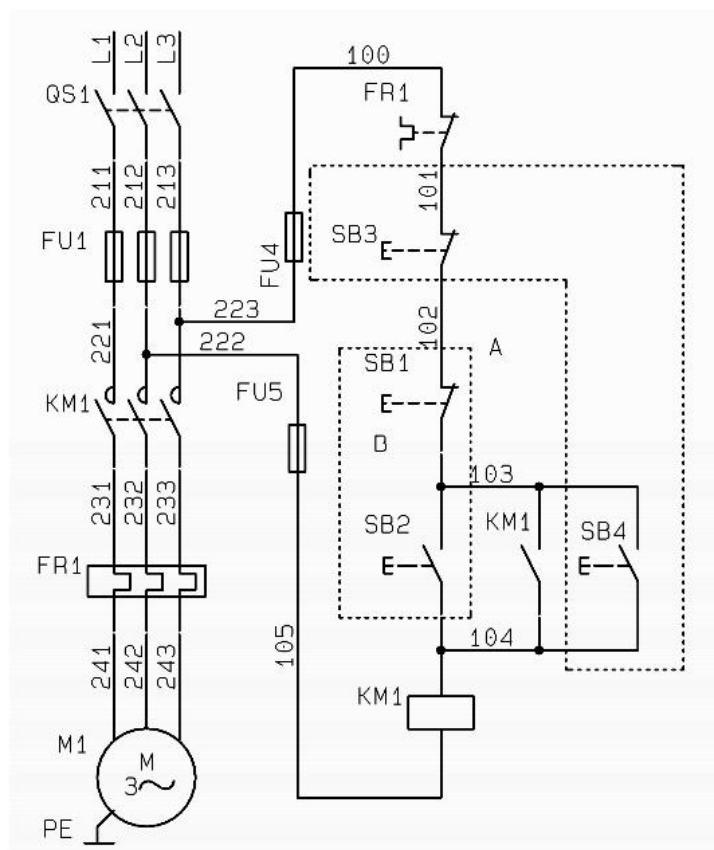 L1 L2 L3
QS1
211 212 213
FU1
221
223
222
KM1
231 232 233
FR1
241 242 243
M1
M
3
PE
100
FR1
101
SB3
FU4
102
A
SB1
FU5
B
103
SB2
KM1
SB4
104
105
KM1